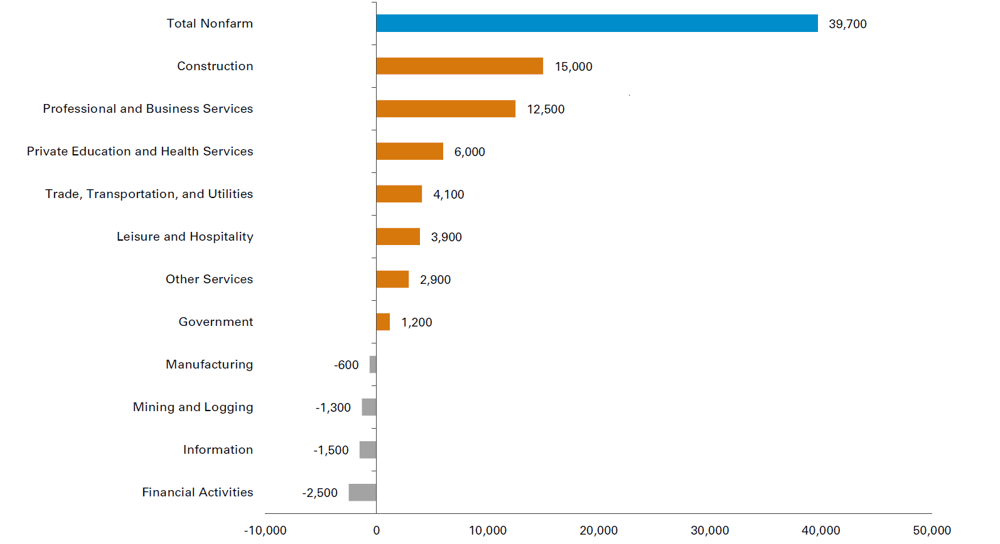 Total Nonfarm 39,700
Construction 15,000
Professional and Business Services 12,500
Private Education and Health Services 6,000
Trade, Transportation, and Utilities 4,100
Leisure and Hospitality 3,900
Other Services 2,900
Government 1,200
Manufacturing -600
Mining and Logging -1,300
Information -1,500
Financial Activities -2,500
-10,000 0 10,000 20,000 30,000 40,000 50,000